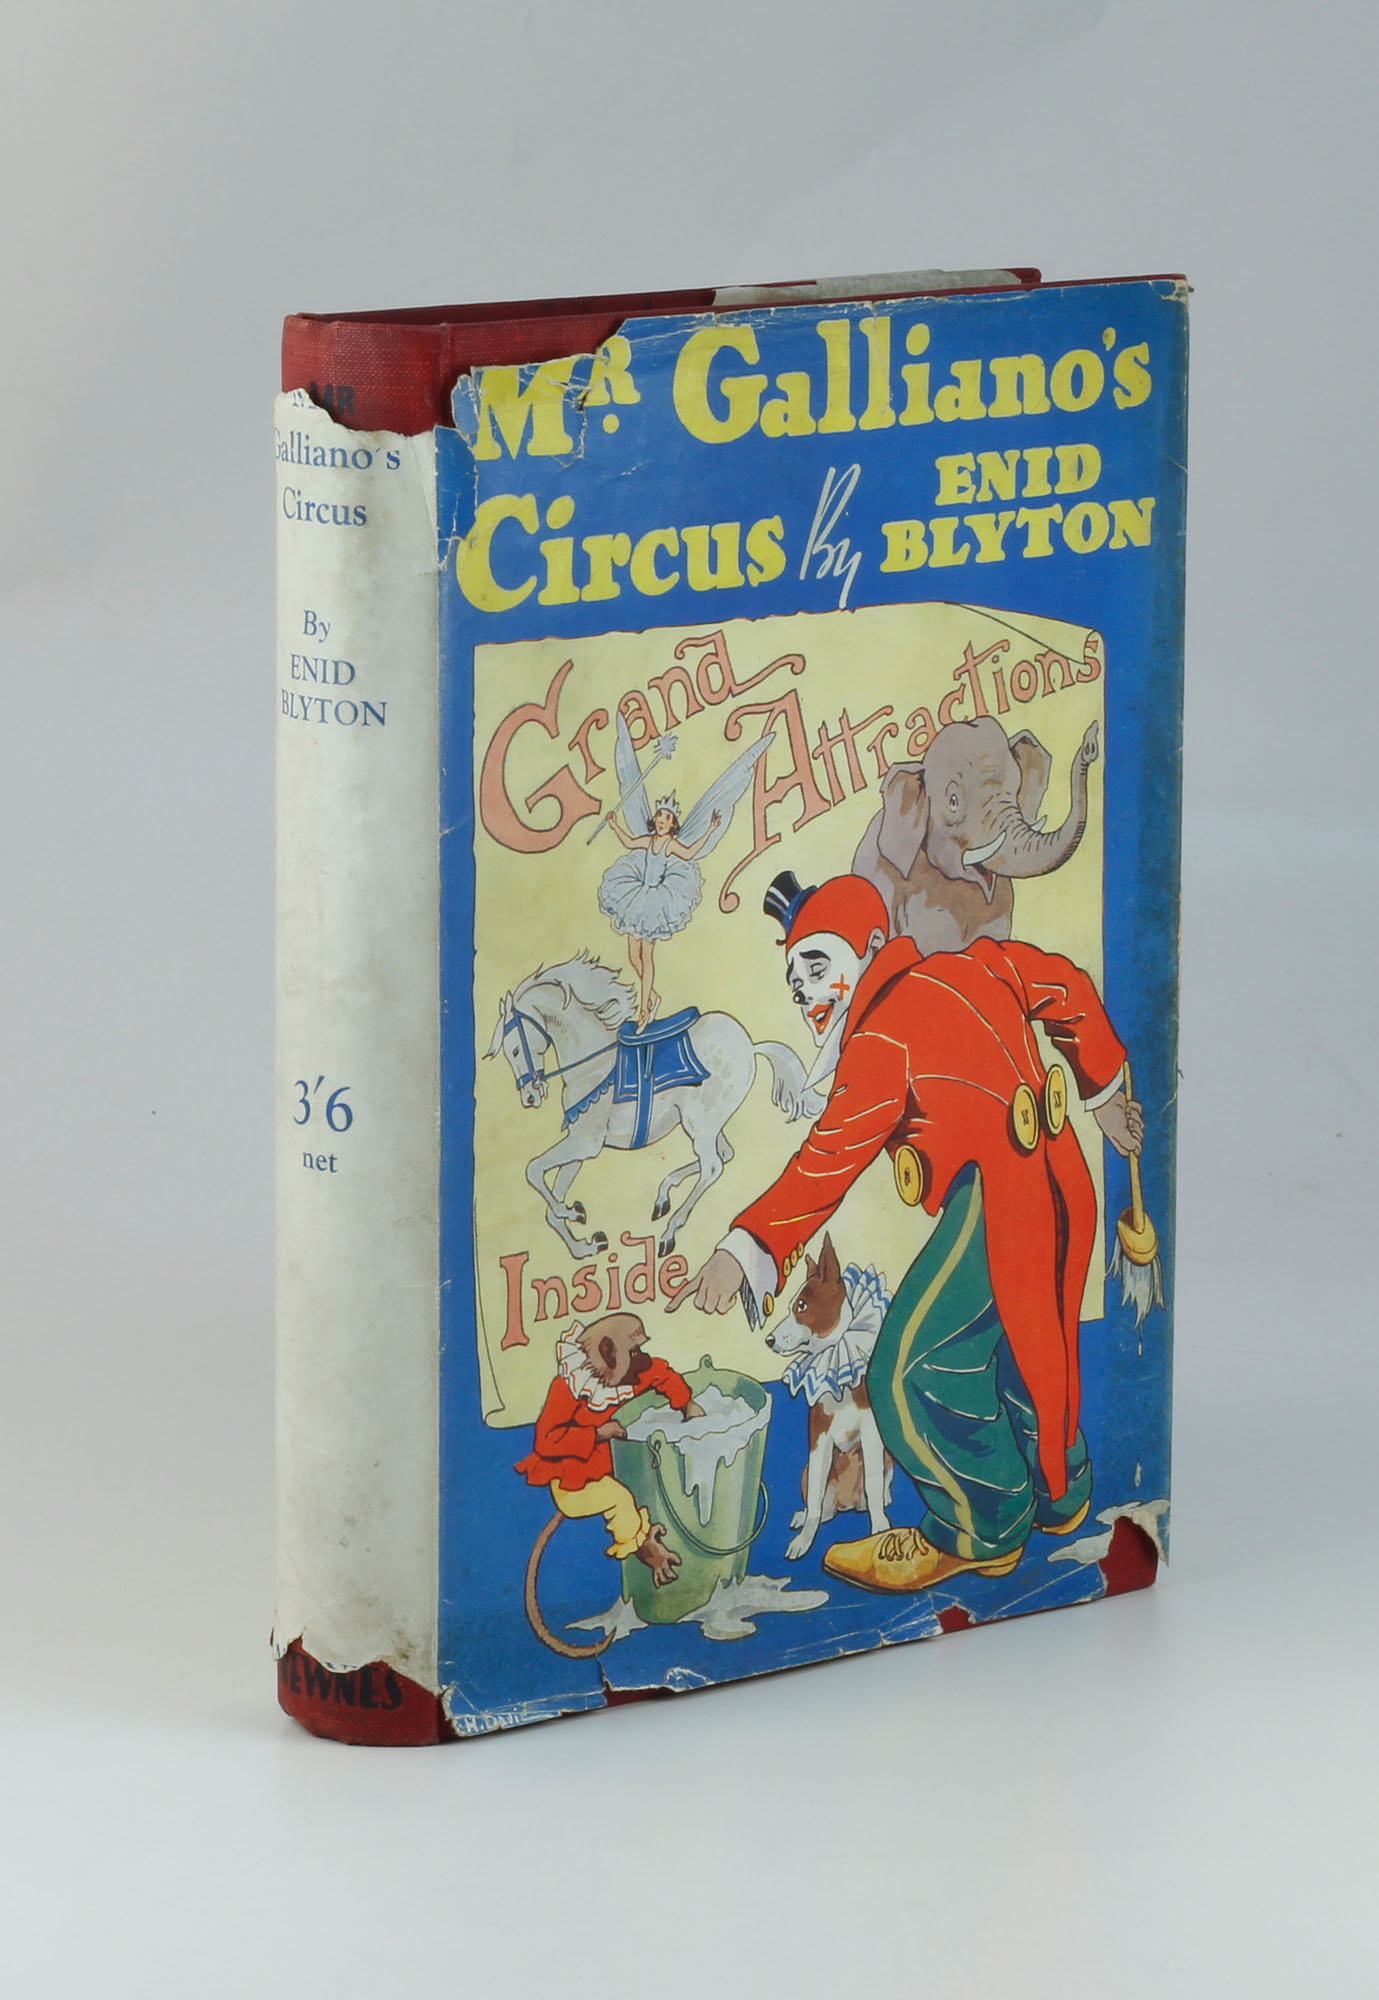 MR
Galliano's
Circus
By
ENID
BLYTON
3'6
net
NEWNES
MR. Galliano's
Circus By ENID
BLYTON
Grand
Attractions
Inside